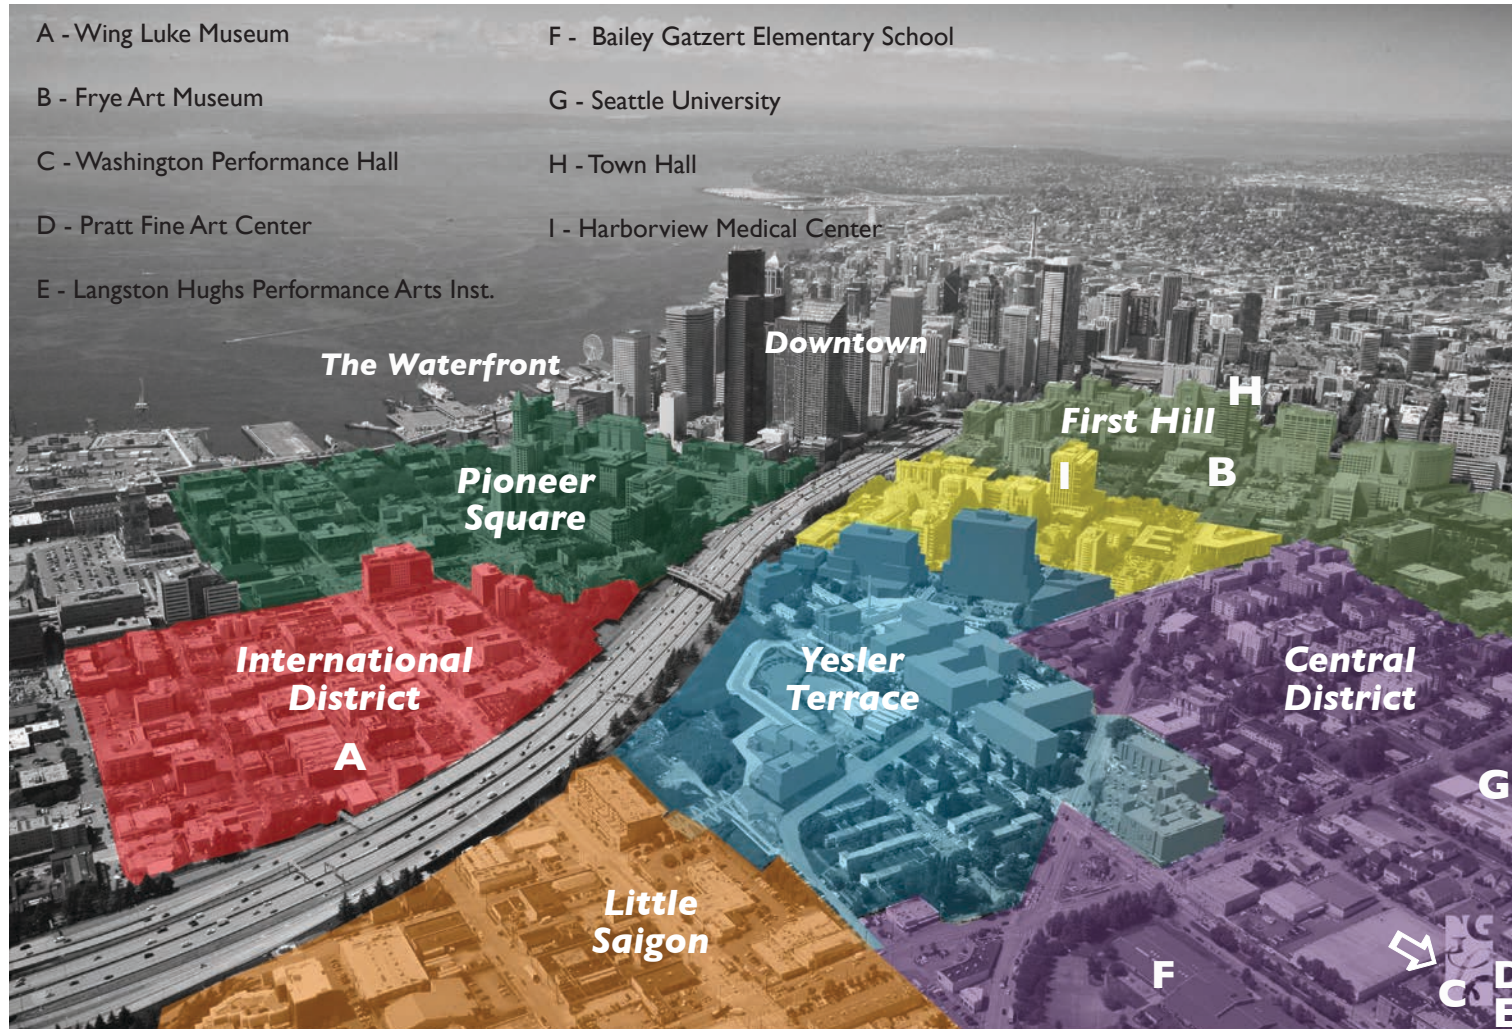 A - Wing Luke Museum
B - Frye Art Museum
C - Washington Performance Hall
D - Pratt Fine Art Center
E - Langston Hughs Performance Arts Inst.
F - Bailey Gatzert Elementary School
G - Seattle University
H - Town Hall
I - Harborview Medical Center
The Waterfront
Downtown
First Hill
H
B
I
Pioneer
Square
International
District
A
Yesler
Terrace
Central
District
G
Little
Saigon
F
C
D
E